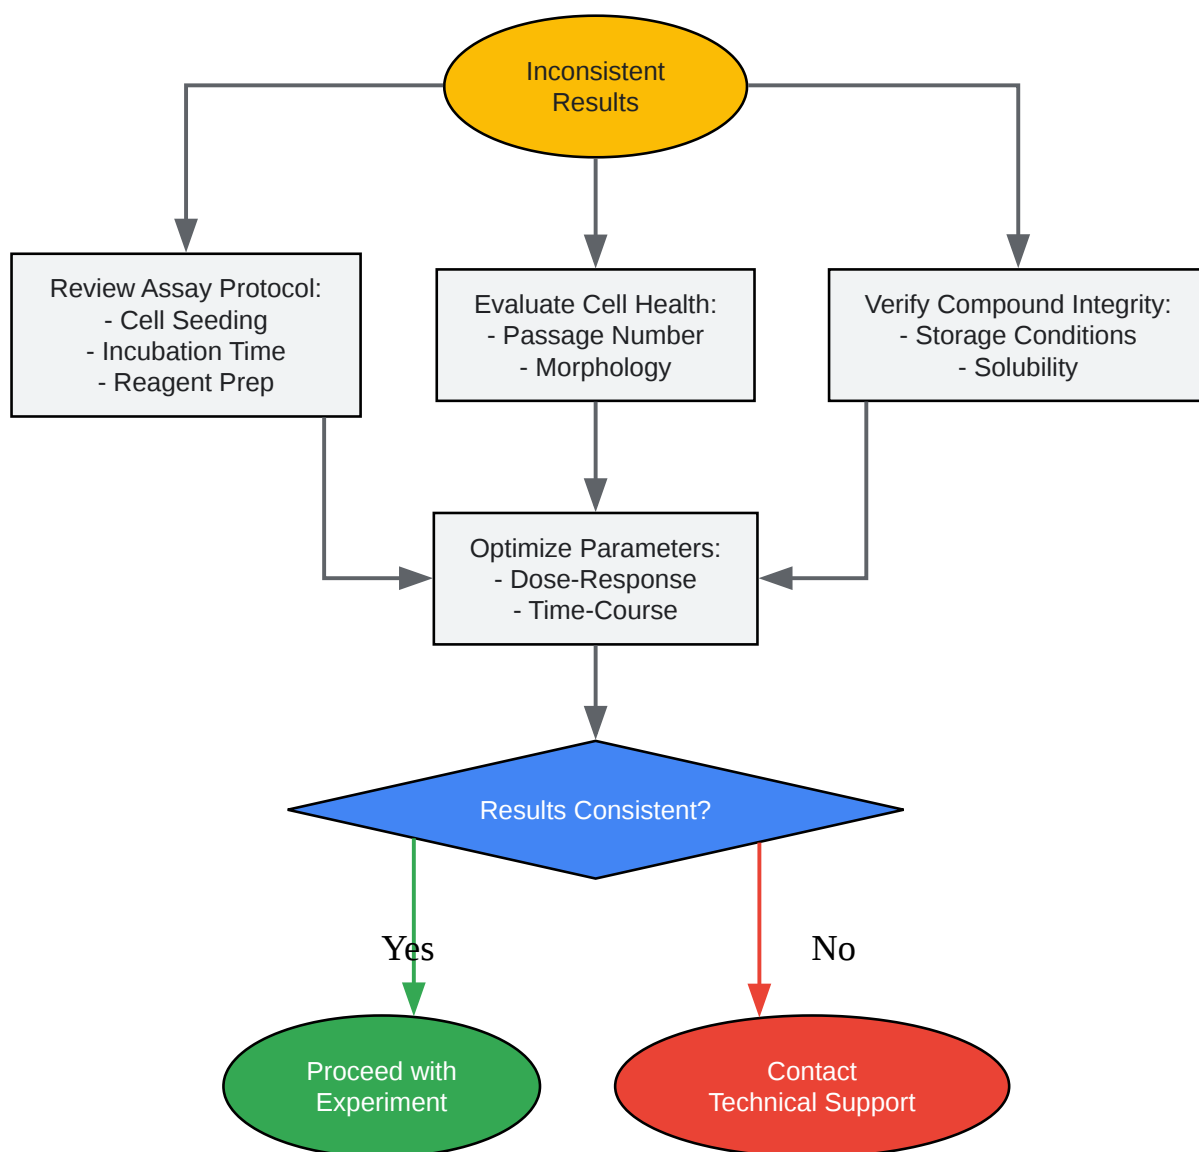 Inconsistent
Results
Review Assay Protocol:
- Cell Seeding
- Incubation Time
- Reagent Prep
Evaluate Cell Health:
- Passage Number
- Morphology
Verify Compound Integrity:
- Storage Conditions
- Solubility
Optimize Parameters:
- Dose-Response
- Time-Course
Results Consistent?
Yes
No
Proceed with
Experiment
Contact
Technical Support